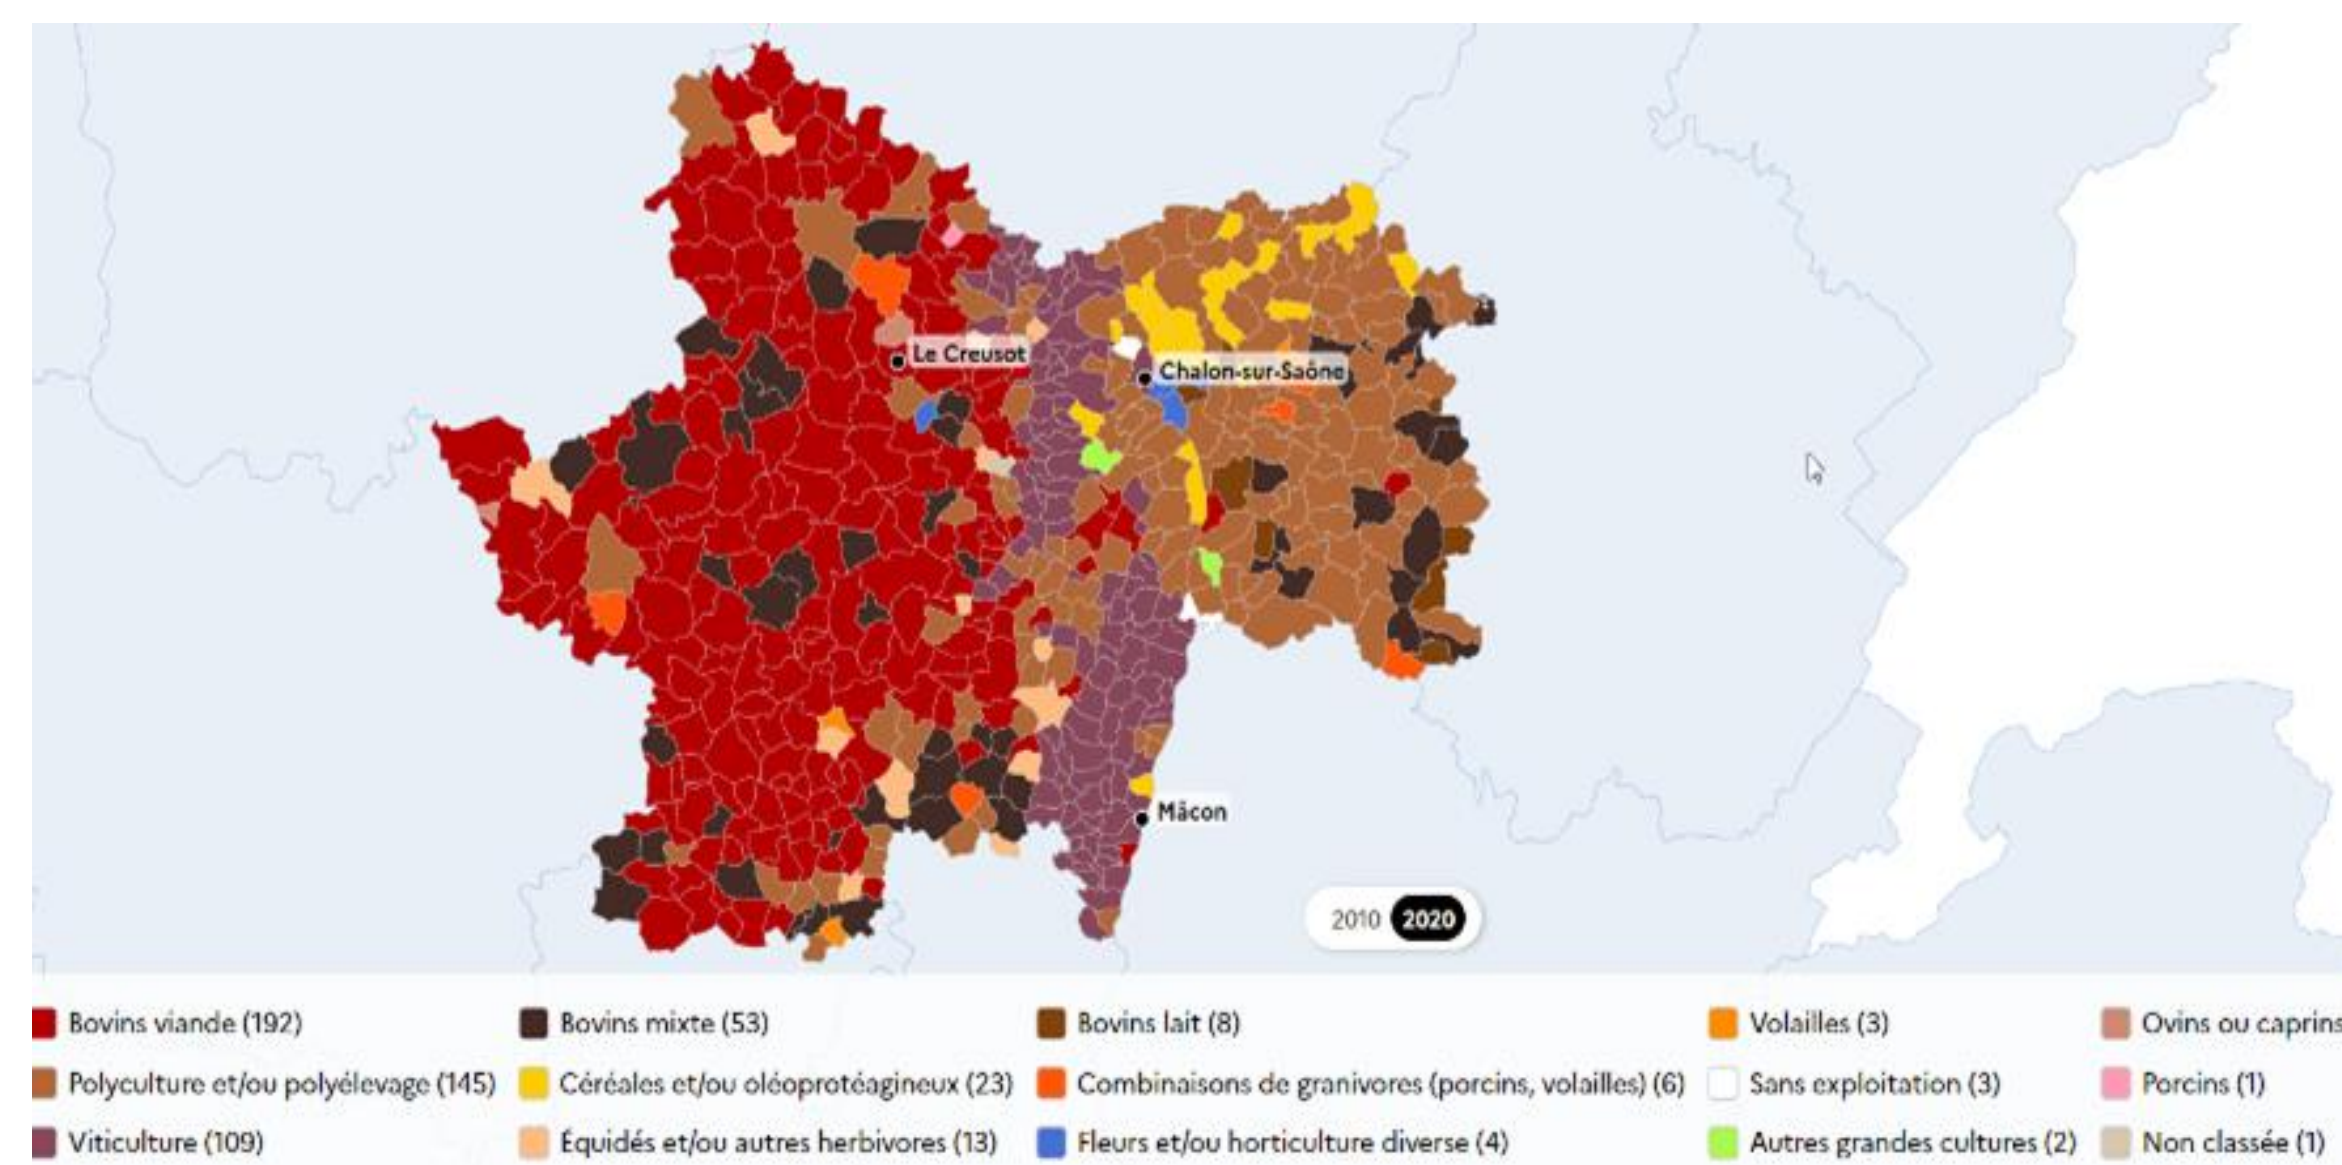 Le Creusot
Chalon-sur-Saône
Mâcon
2010 2020
Bovins viande (192) Bovins mixte (53) Bovins lait (8) Volailles (3) Ovins ou caprins
Polyculture et/ou polyélevage (145) Céréales et/ou oléoprotéagineux (23) Combinaisons de granivores (porcins, volailles) (6) Sans exploitation (3) Porcins (1)
Viticulture (109) Équidés et/ou autres herbivores (13) Fleurs et/ou horticulture diverse (4) Autres grandes cultures (2) Non classée (1)